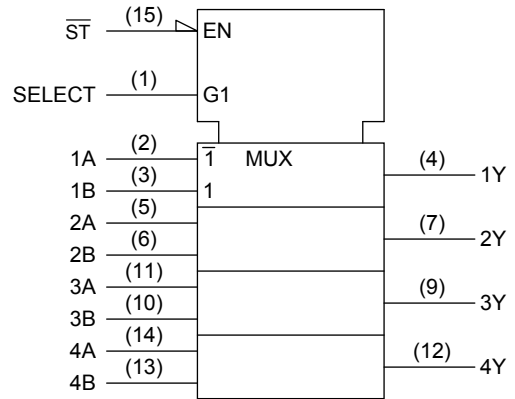 S̅T̅ (15) EN
SELECT (1) G1
1A (2) 1̅ MUX (4) 1Y
1B (3) 1
2A (5) (7) 2Y
2B (6)
3A (11) (9) 3Y
3B (10)
4A (14) (12) 4Y
4B (13)